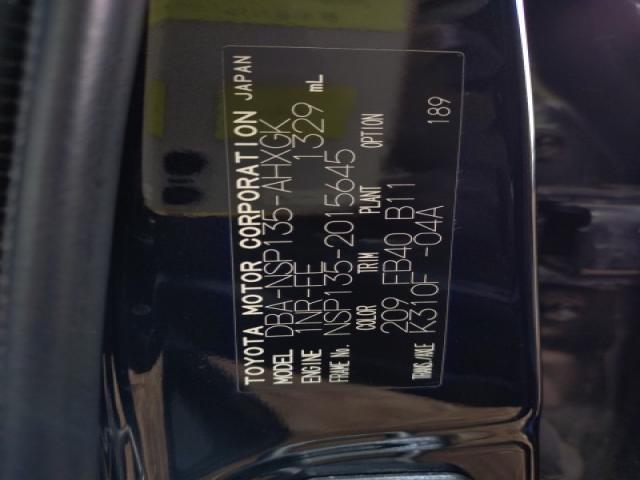 TOYOTA MOTOR CORPORATION JAPAN
MODEL DBA-NSP135-AHXGK
ENGINE 1NR-FE 1329 mL
FRAME No. NSP135-2015645
COLOR TRIM PLANT OPTION
209 FB40 B11
TRANS./AXLE K310F -04A 189